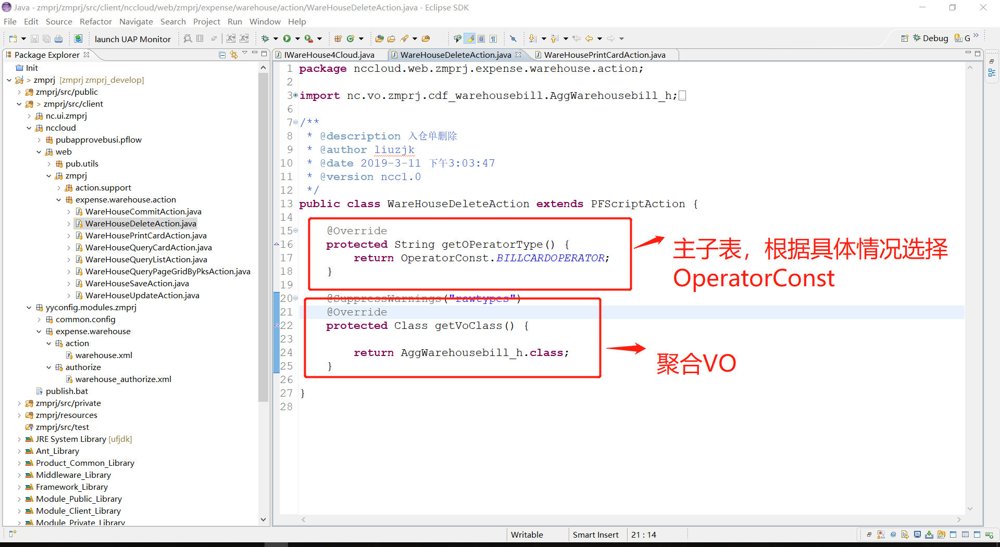 Java - zmprj/zmprj/src/client/nccloud/web/zmprj/expense/warehouse/action/WareHouseDeleteAction.java - Eclipse SDK
File Edit Source Refactor Navigate Search Project Run Window Help
launch UAP Monitor
Debug
G
Package Explorer
IWareHouse4Cloud.java
WareHouseDeleteAction.java
WareHousePrintCardAction.java
Init
> zmprj [zmprj zmprj_develop]
zmprj/src/public
> zmprj/src/client
nc.ui.zmprj
nccloud
pubapprovebusi.pflow
web
pub.utils
zmprj
action.support
expense.warehouse.action
WareHouseCommitAction.java
WareHouseDeleteAction.java
WareHousePrintCardAction.java
WareHouseQueryCardAction.java
WareHouseQueryListAction.java
WareHouseQueryPageGridByPksAction.java
WareHouseSaveAction.java
WareHouseUpdateAction.java
yyconfig.modules.zmprj
common.config
expense.warehouse
action
warehouse.xml
authorize
warehouse_authorize.xml
publish.bat
zmprj/src/private
zmprj/resources
zmprj/src/test
JRE System Library [ufjdk]
Ant_Library
Product_Common_Library
Middleware_Library
Framework_Library
Module_Public_Library
Module_Client_Library
Module_Private_Library
1 package nccloud.web.zmprj.expense.warehouse.action;
2
3 import nc.vo.zmprj.cdf_warehousebill.AggWarehousebill_h;
6
7 /**
8 * @description 入仓单删除
9 * @author liuzjk
10 * @date 2019-3-11 下午3:03:47
11 * @version ncc1.0
12 */
13 public class WareHouseDeleteAction extends PFScriptAction {
14
15 @Override
16 protected String getOPeratorType() {
17 return OperatorConst.BILLCARDOPERATOR;
18 }
19
20 @SuppressWarnings("rawtypes")
21 @Override
22 protected Class getVoClass() {
23
24 return AggWarehousebill_h.class;
25 }
26
27 }
28
主子表，根据具体情况选择
OperatorConst
聚合VO
Writable
Smart Insert
21 : 14